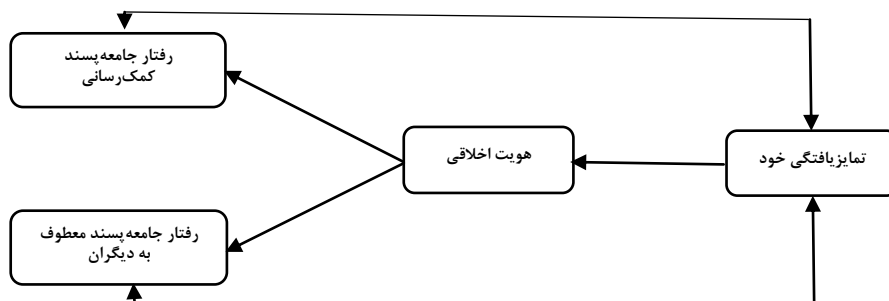 رفتار جامعه‌پسند
کمک‌رسانی
هویت اخلاقی
تمایزیافتگی خود
رفتار جامعه‌پسند معطوف
به دیگران